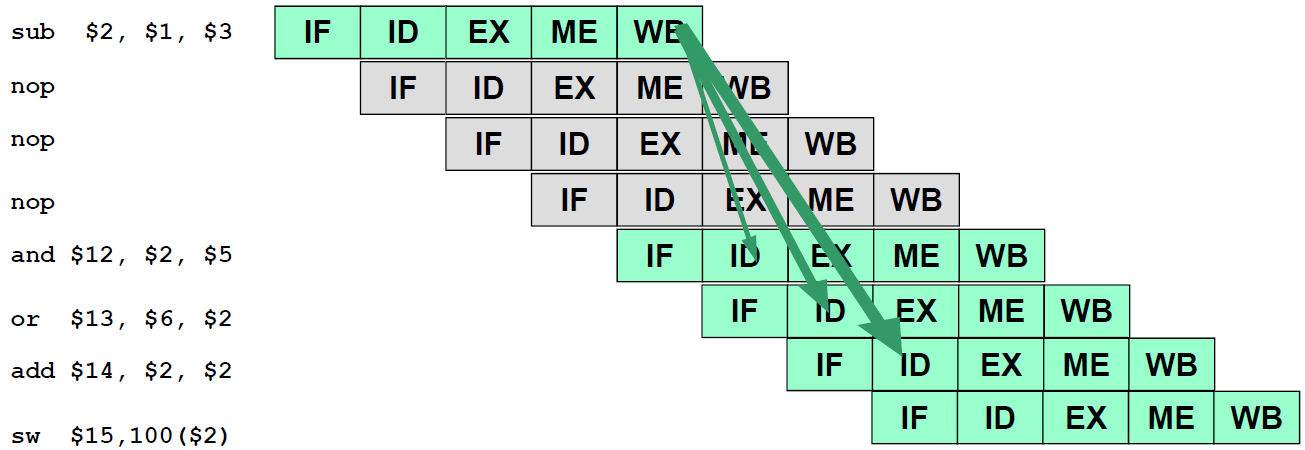 sub $2, $1, $3 IF ID EX ME WB
nop IF ID EX ME WB
nop IF ID EX ME WB
nop IF ID EX ME WB
and $12, $2, $5 IF ID EX ME WB
or $13, $6, $2 IF ID EX ME WB
add $14, $2, $2 IF ID EX ME WB
sw $15,100($2) IF ID EX ME WB